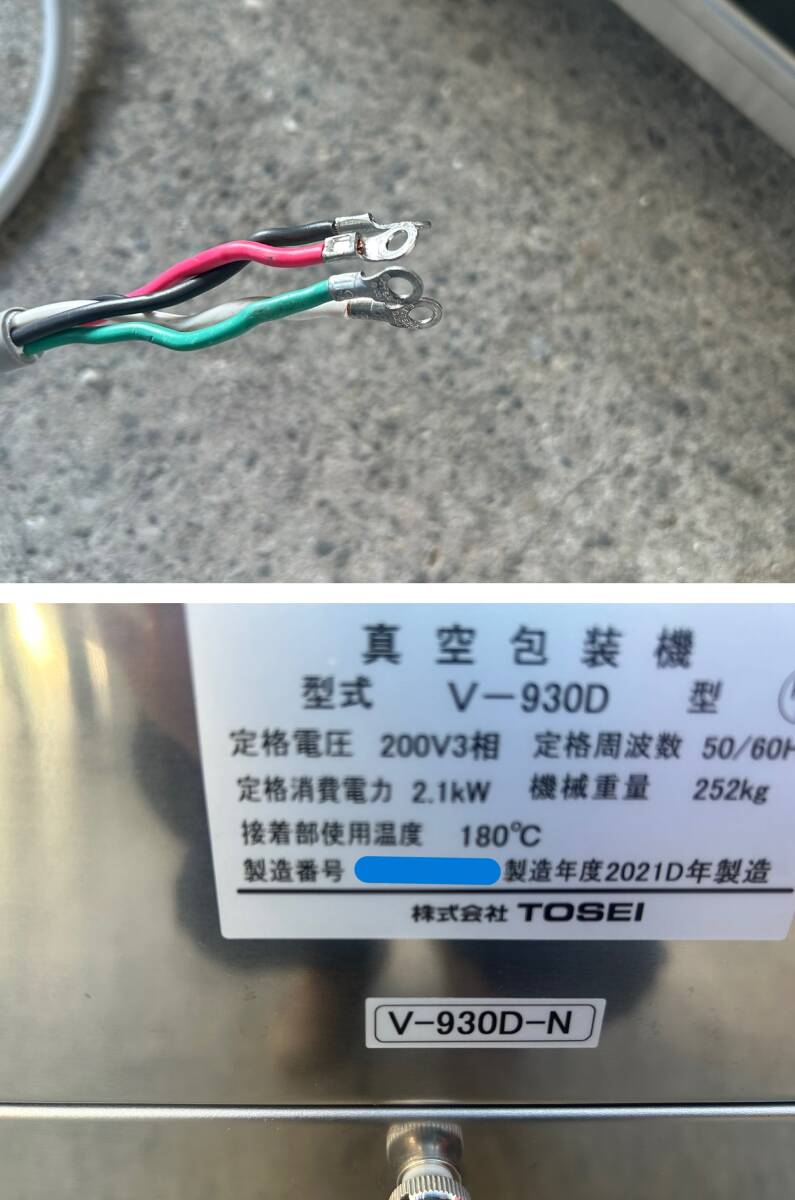 真空包装機
型式 V-930D 型
定格電圧 200V3相 定格周波数 50/60H
定格消費電力 2.1kW 機械重量 252kg
接着部使用温度 180℃
製造番号 製造年度2021D年製造
株式会社 TOSEI
V-930D-N